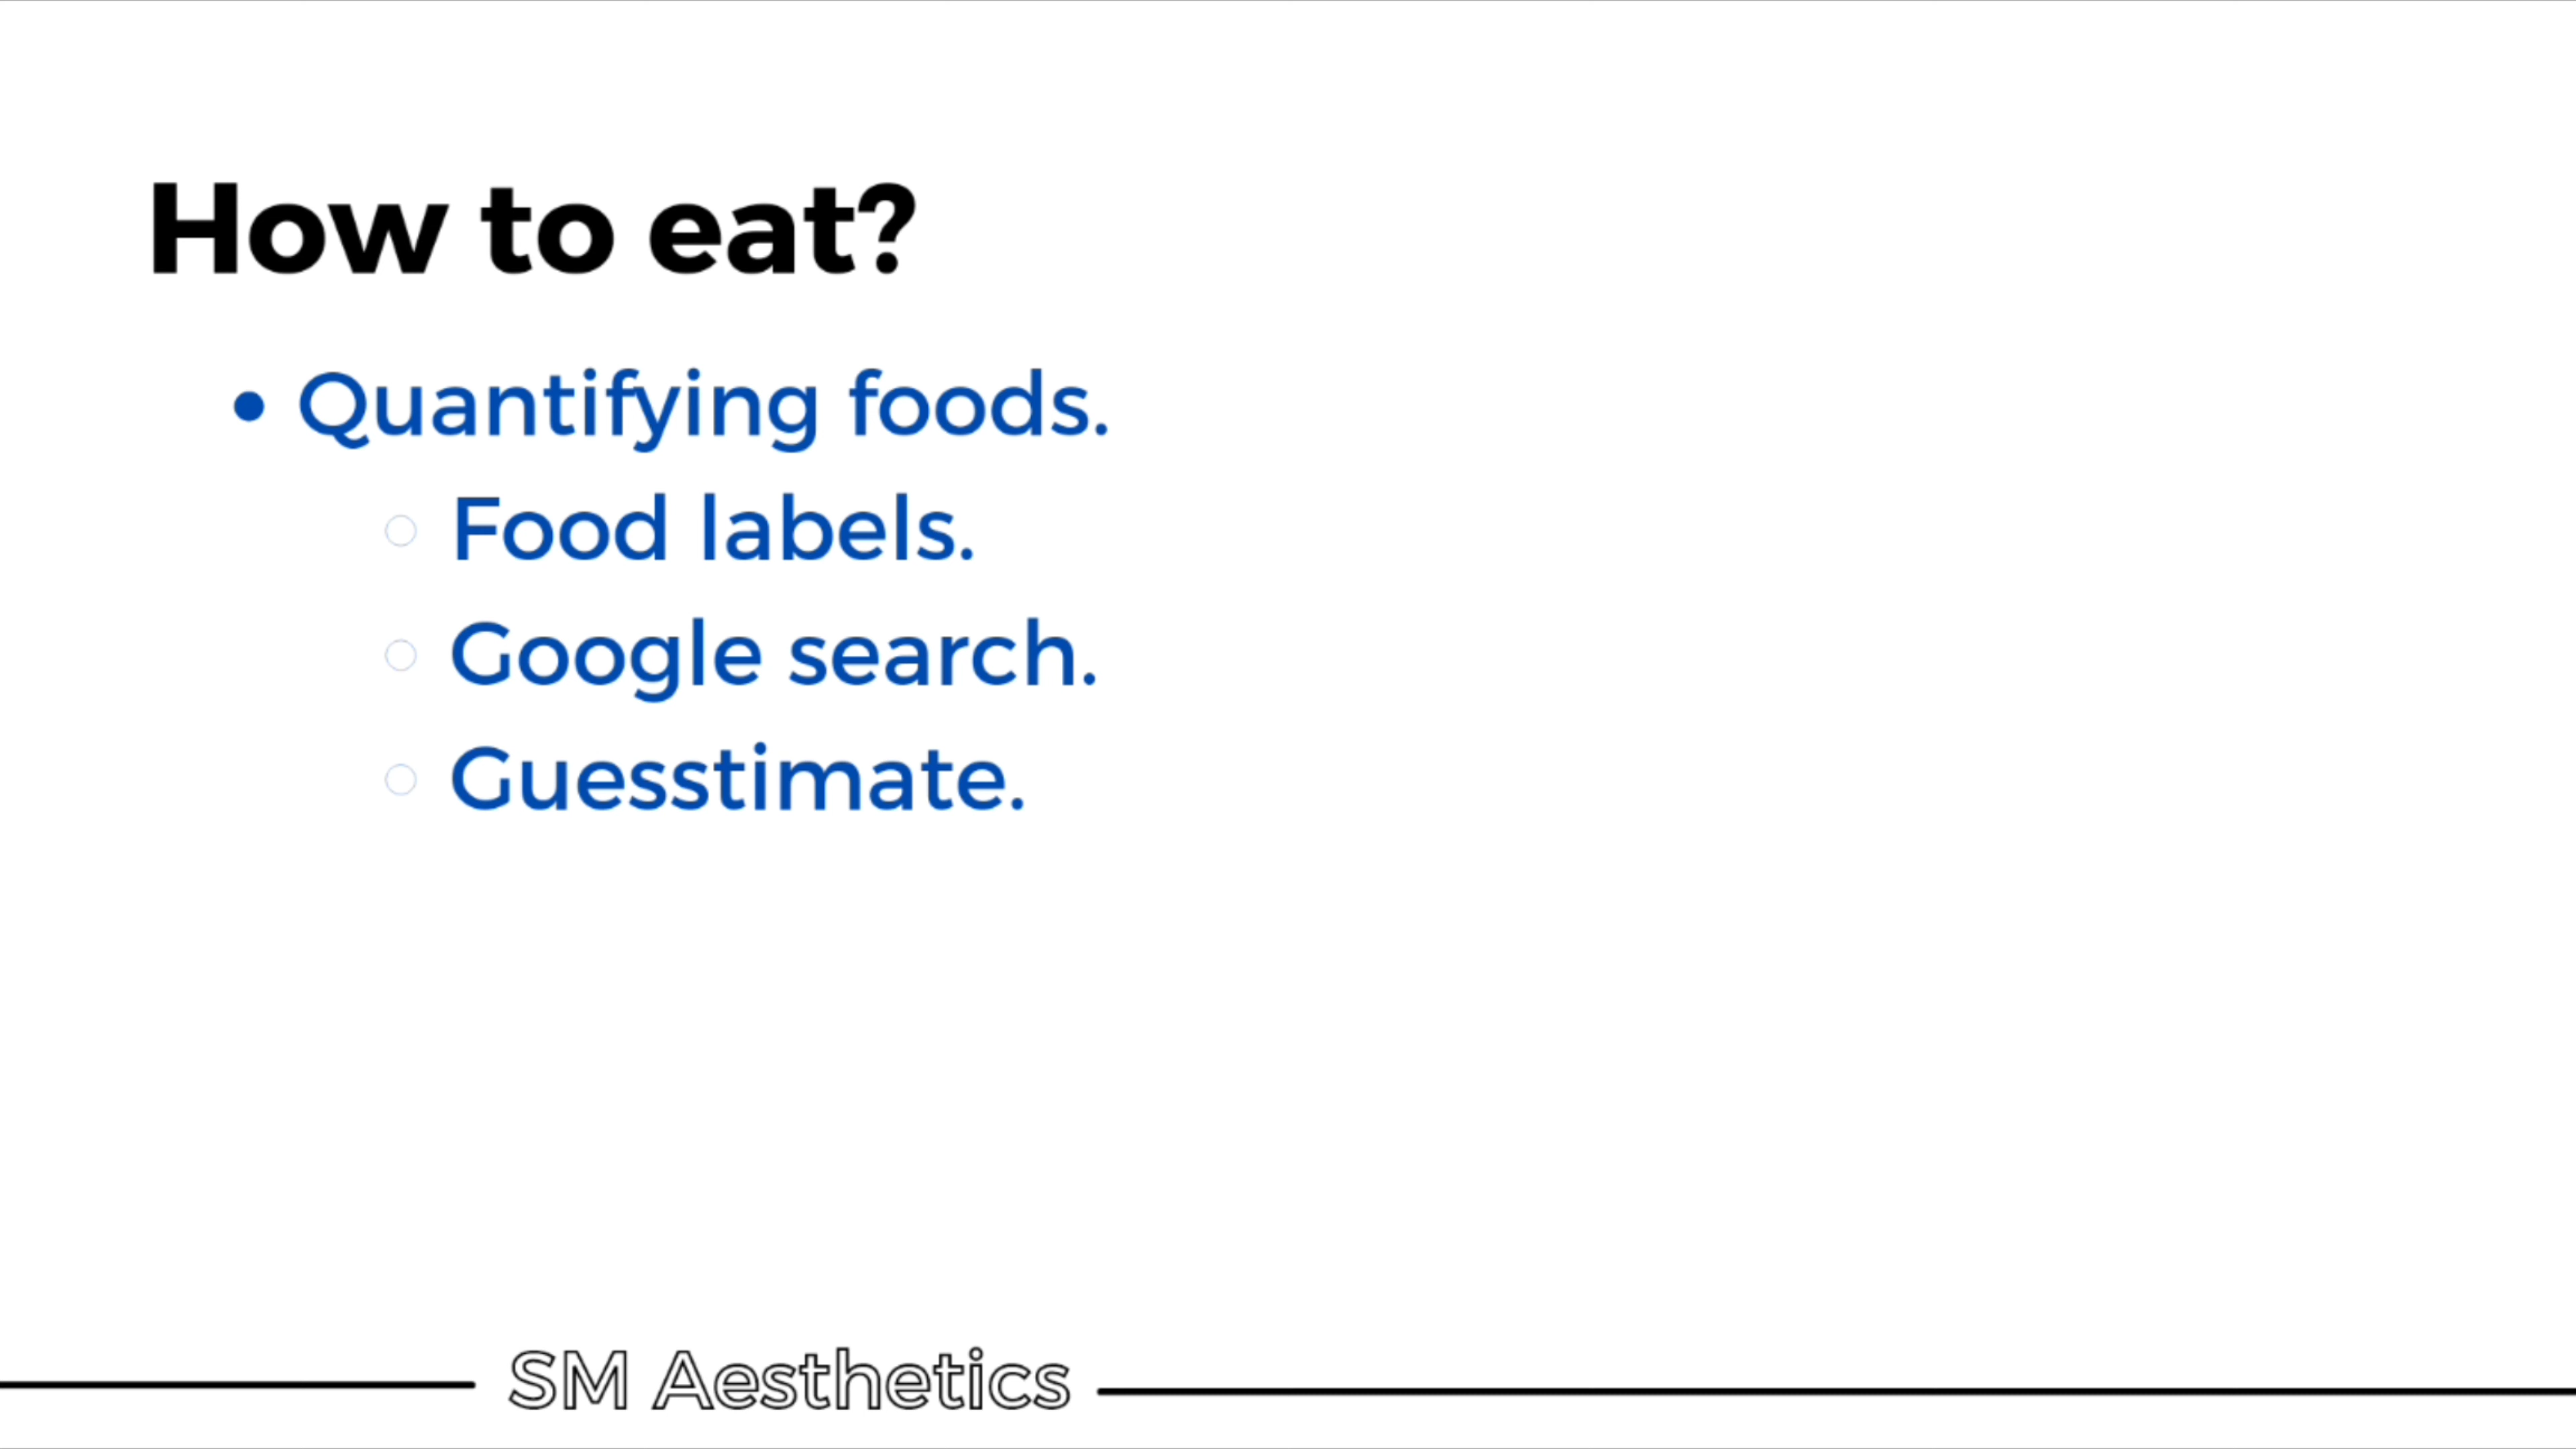 How to eat?
• Quantifying foods.
○ Food labels.
○ Google search.
○ Guesstimate.
SM Aesthetics